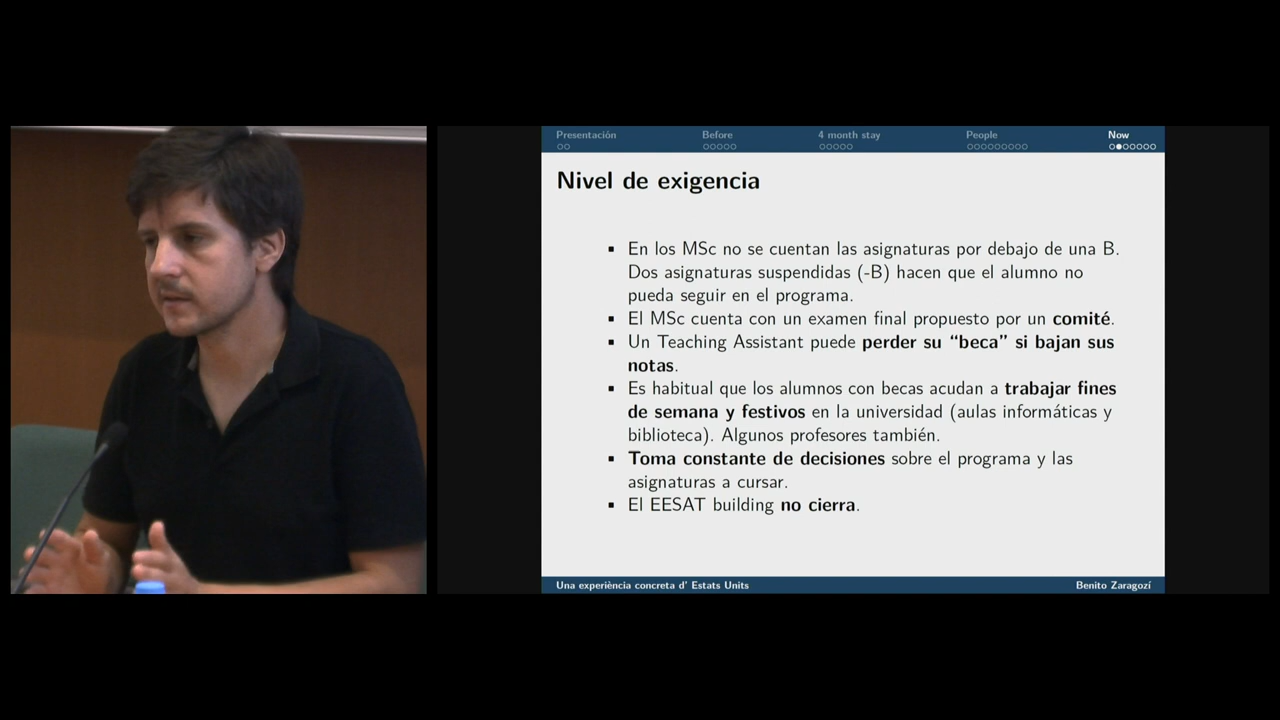 Presentación Before 4 month stay People Now
Nivel de exigencia
En los MSc no se cuentan las asignaturas por debajo de una B.
Dos asignaturas suspendidas (-B) hacen que el alumno no
pueda seguir en el programa.
El MSc cuenta con un examen final propuesto por un comité.
Un Teaching Assistant puede perder su “beca” si bajan sus
notas.
Es habitual que los alumnos con becas acudan a trabajar fines
de semana y festivos en la universidad (aulas informáticas y
biblioteca). Algunos profesores también.
Toma constante de decisiones sobre el programa y las
asignaturas a cursar.
El EESAT building no cierra.
Una experiència concreta d' Estats Units Benito Zaragozí